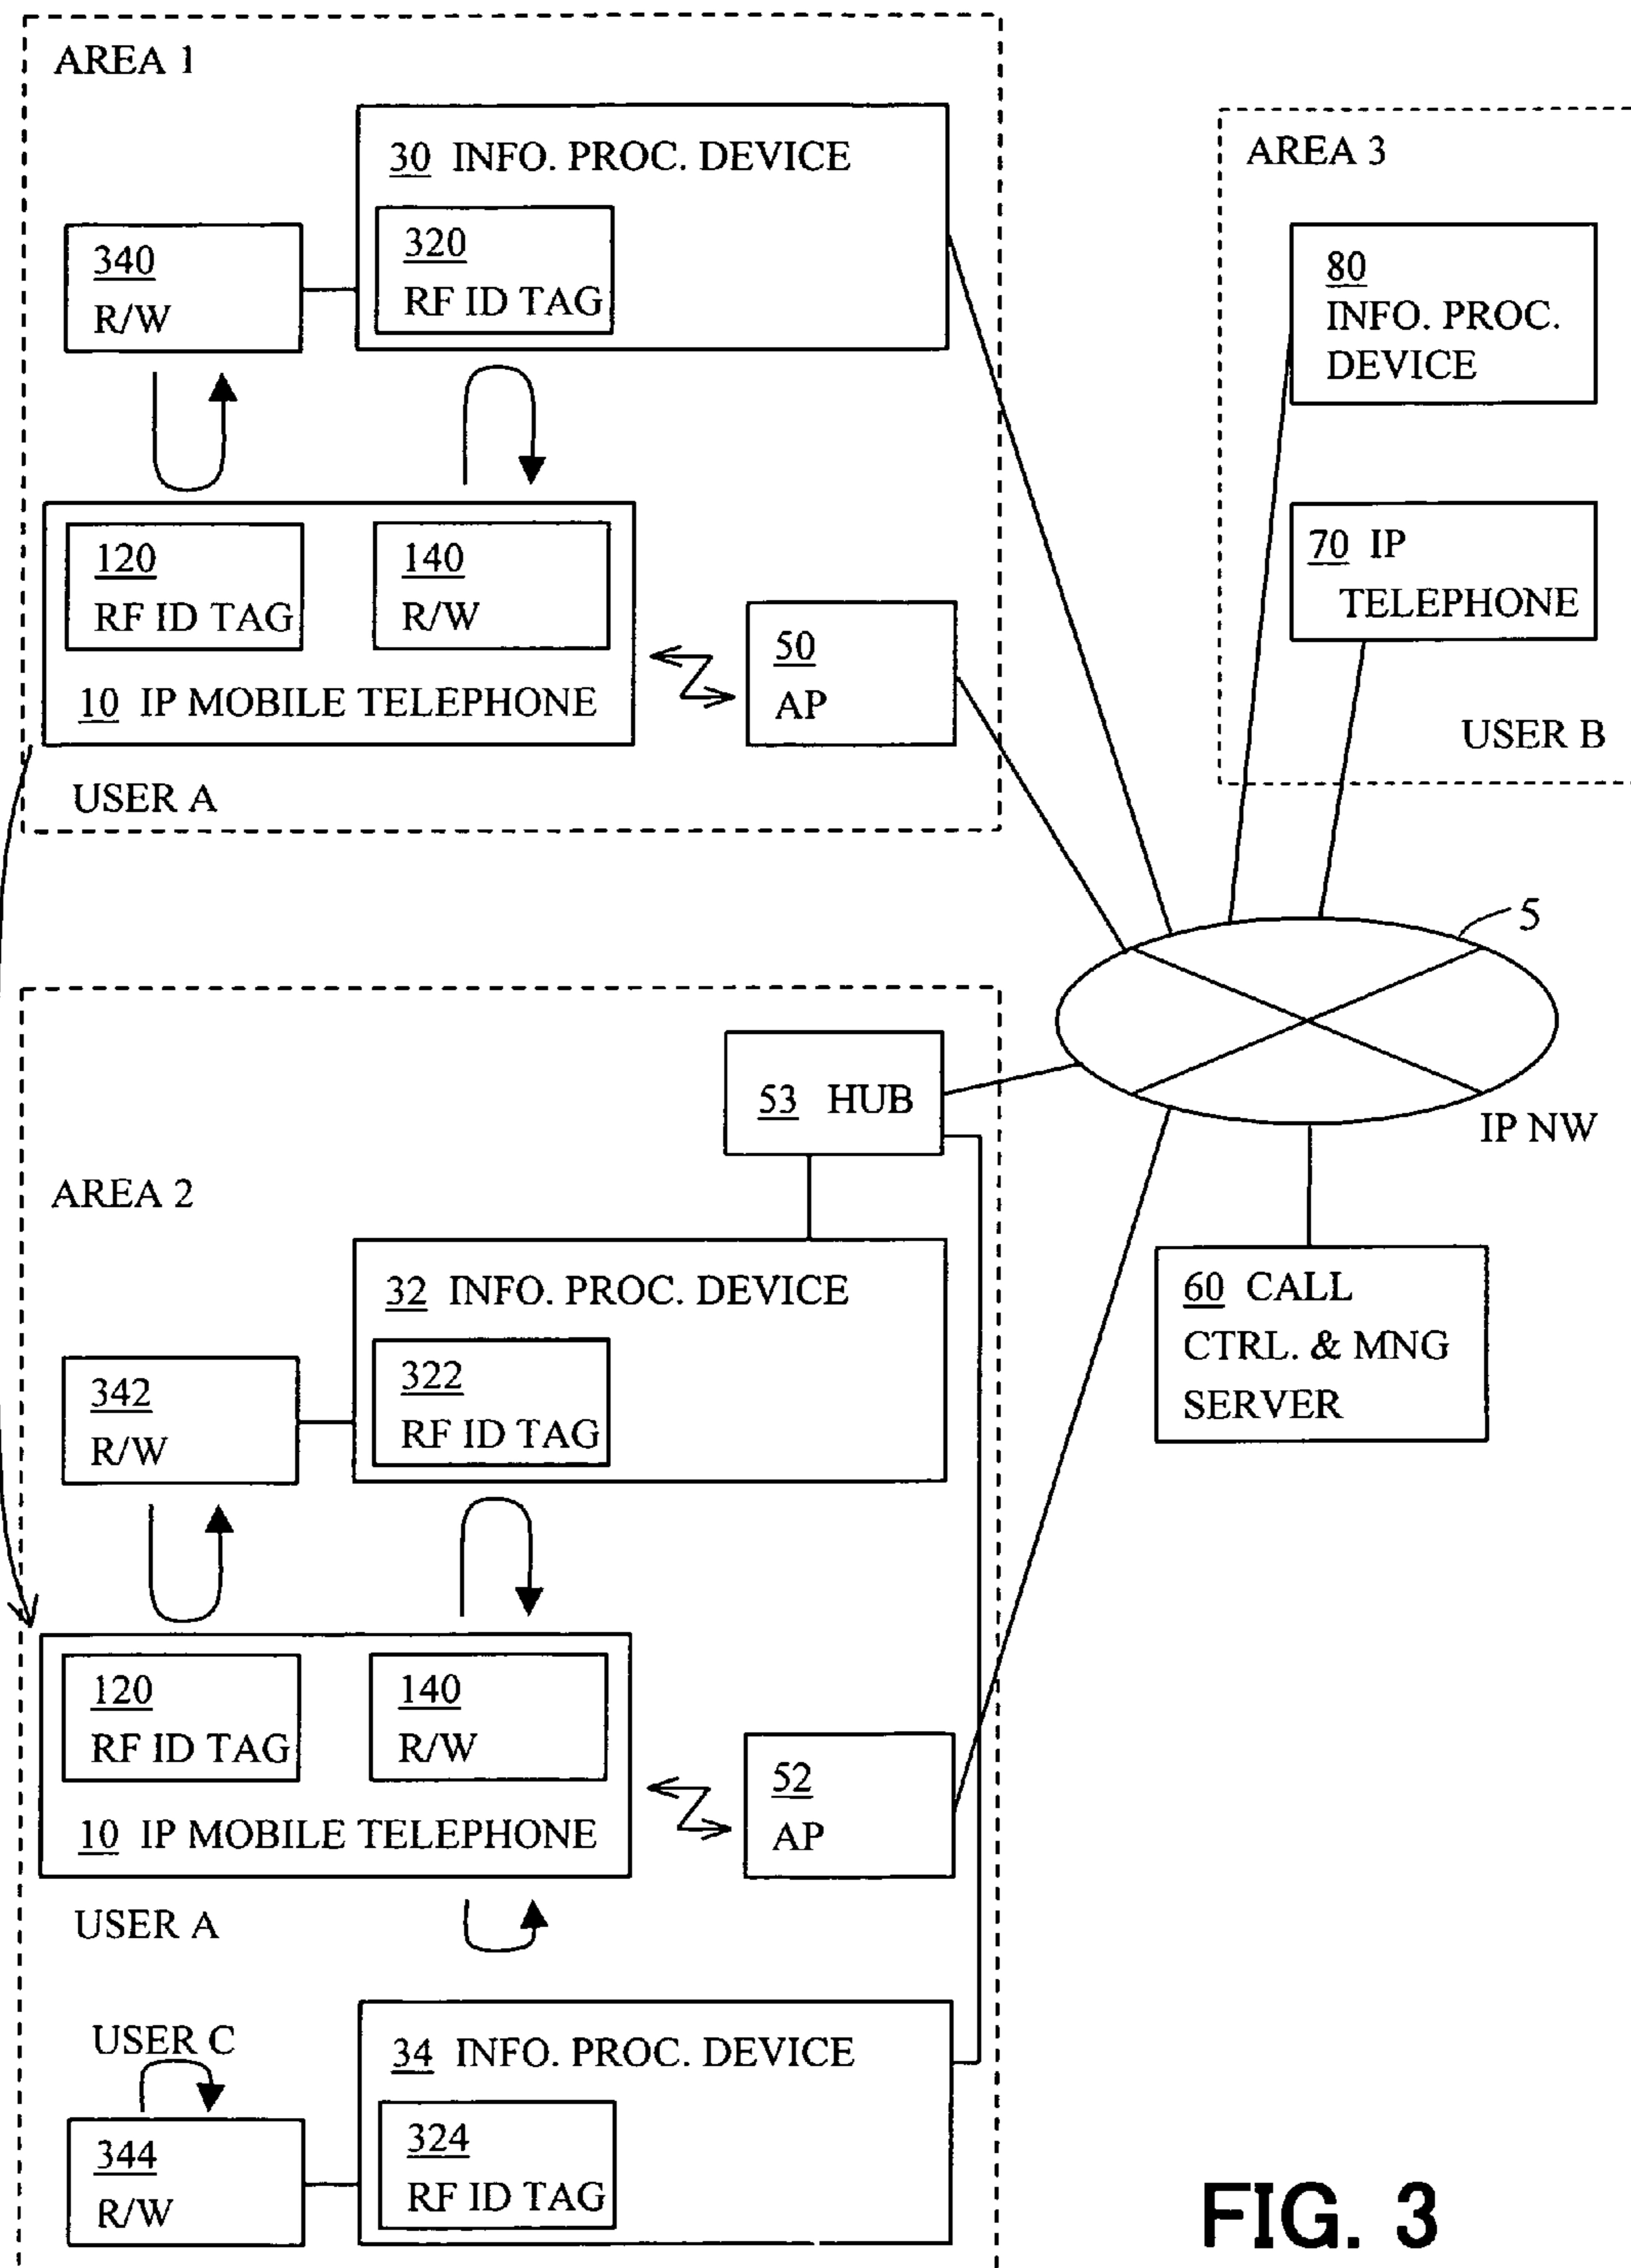 AREA 1
30 INFO. PROC. DEVICE
320
RF ID TAG
340
R/W
120
RF ID TAG
140
R/W
10 IP MOBILE TELEPHONE
50
AP
USER A
AREA 3
80
INFO. PROC.
DEVICE
70 IP
TELEPHONE
USER B
5
IP NW
53 HUB
AREA 2
32 INFO. PROC. DEVICE
322
RF ID TAG
342
R/W
60 CALL
CTRL. & MNG
SERVER
120
RF ID TAG
140
R/W
10 IP MOBILE TELEPHONE
52
AP
USER A
USER C
34 INFO. PROC. DEVICE
324
RF ID TAG
344
R/W
FIG. 3